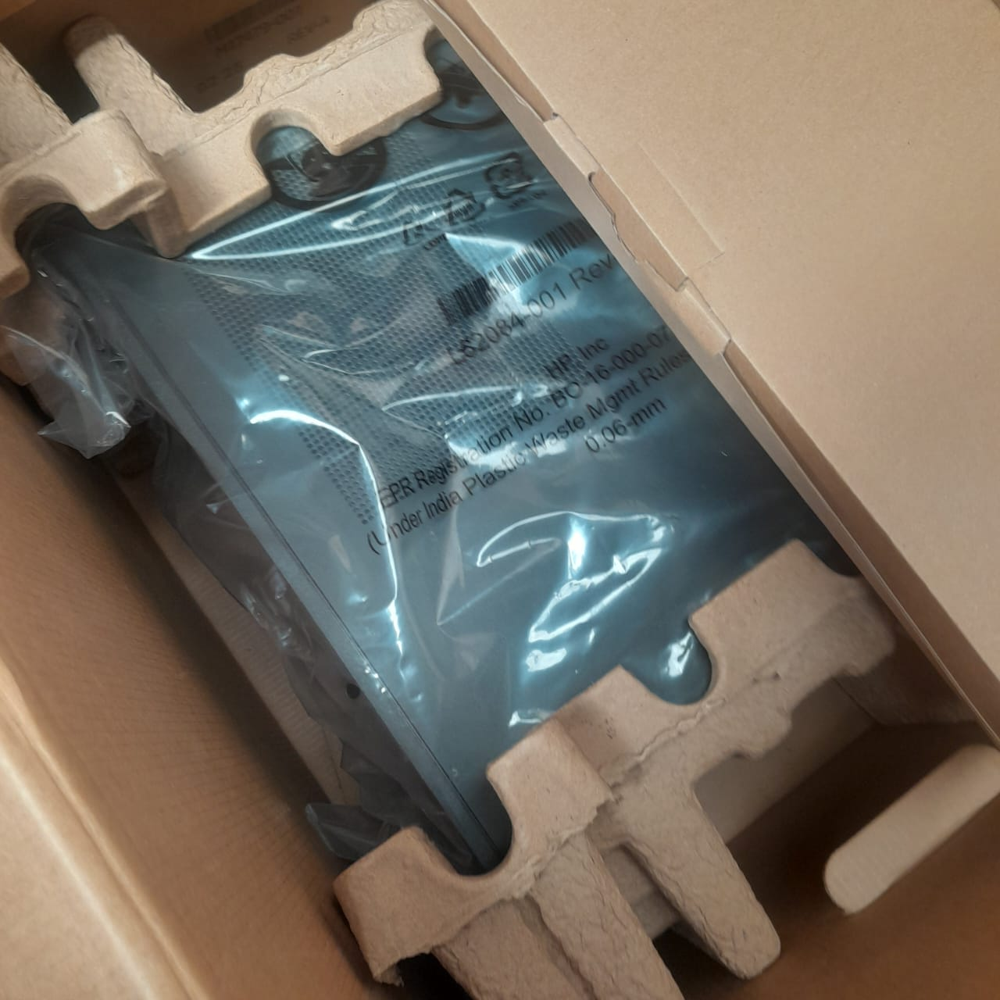 L62084-001 Rev
HP Inc
EPR Registration No. BO-16-000-07
(Under India Plastic Waste Mgmt Rules
0.06-mm